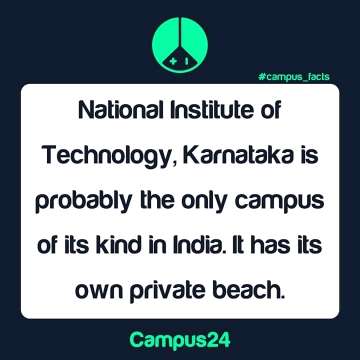 #campus_facts
National Institute of
Technology, Karnataka is
probably the only campus
of its kind in India. It has its
own private beach.
Campus24